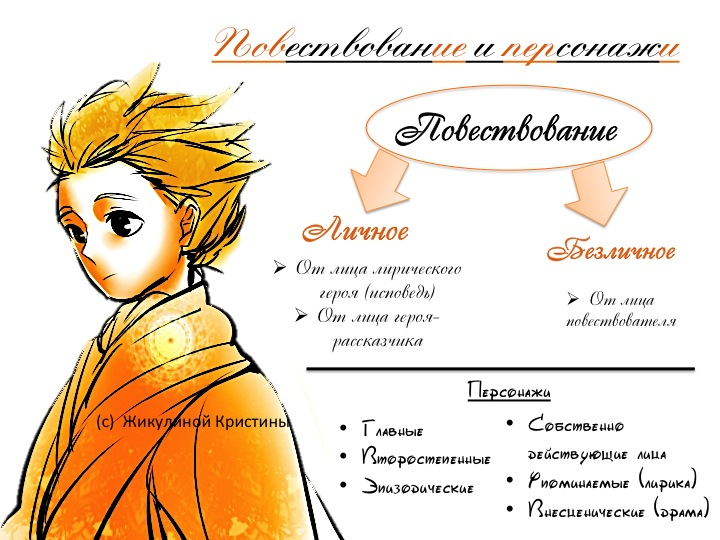 Повествование и персонажи
Повествование
Личное
➢ От лица лирического
героя (исповедь)
➢ От лица героя-
рассказчика
Безличное
➢ От лица
повествователя
Персонажи
• Главные
• Второстепенные
• Эпизодические
• Собственно
действующие лица
• Упоминаемые (лирика)
• Внесценические (драма)
(с) Жикулиной Кристины